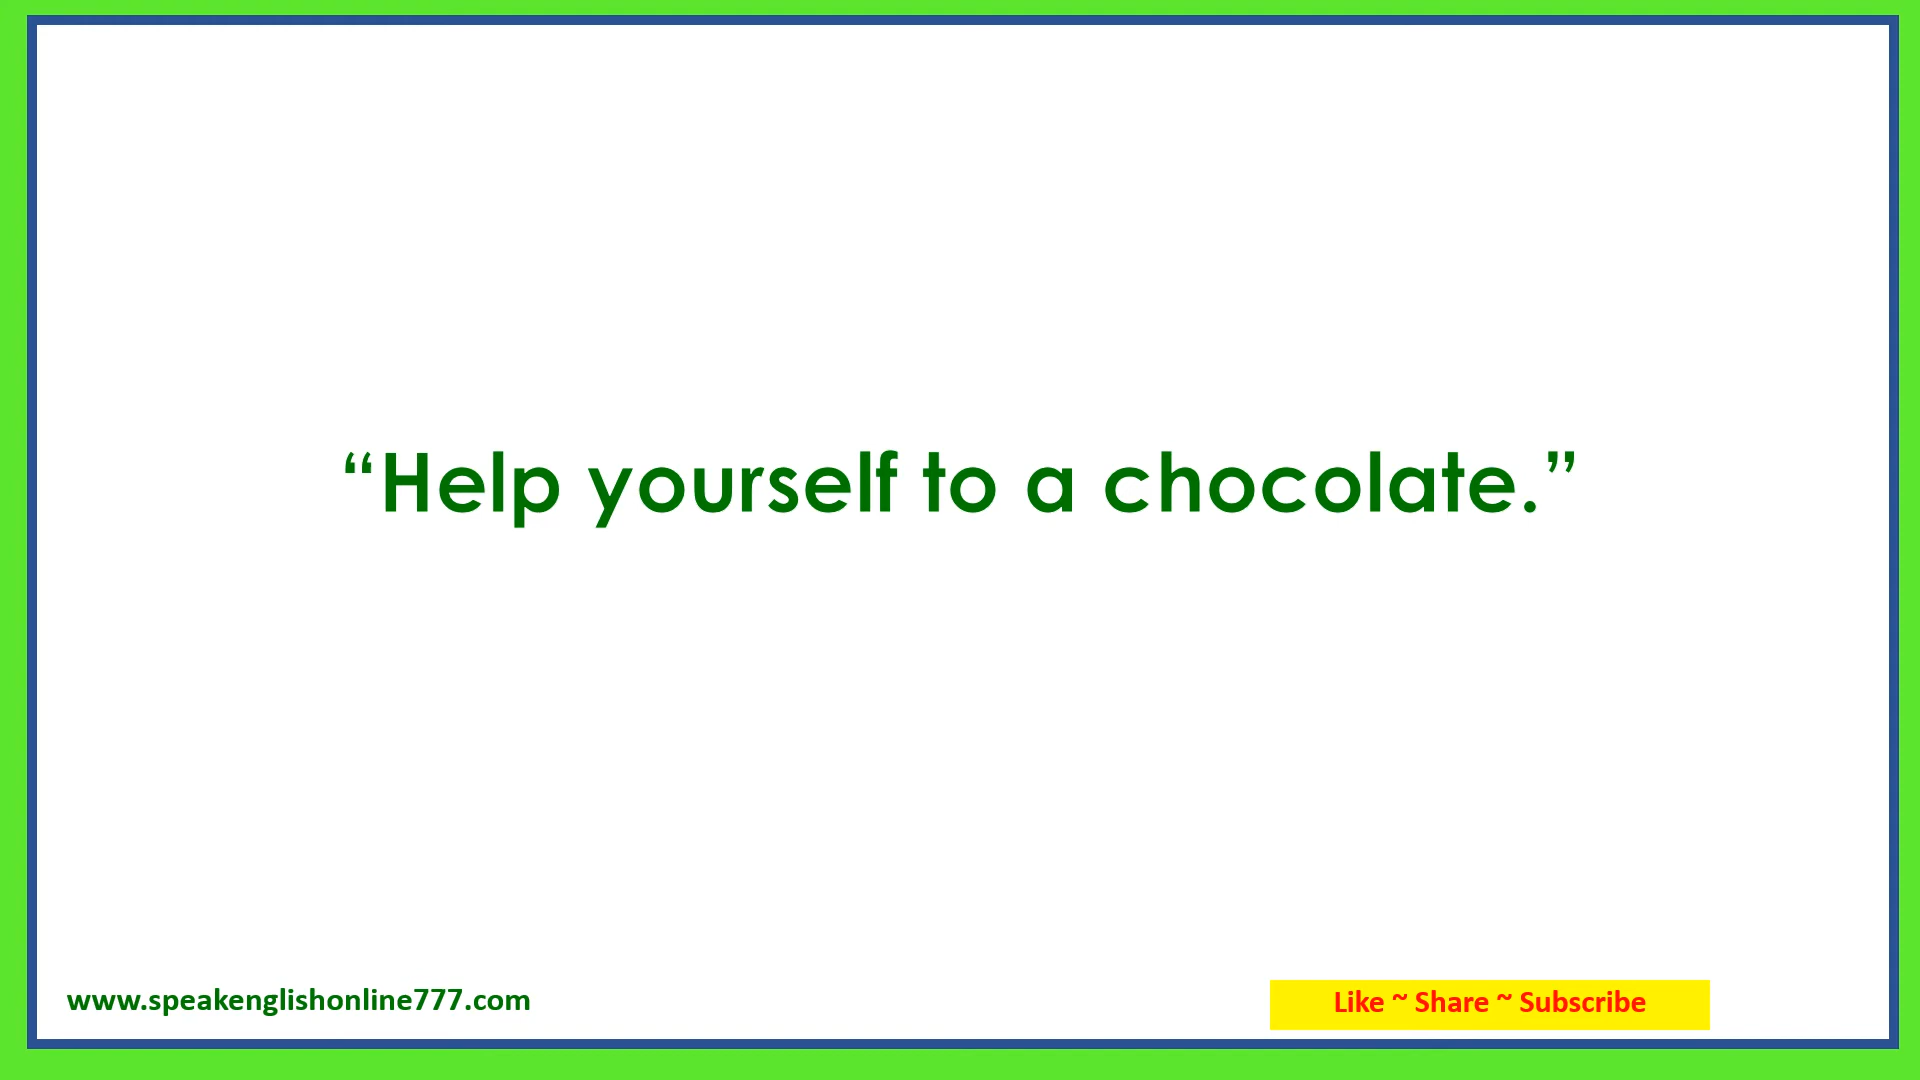 “Help yourself to a chocolate.”
www.speakenglishonline777.com
Like ~ Share ~ Subscribe